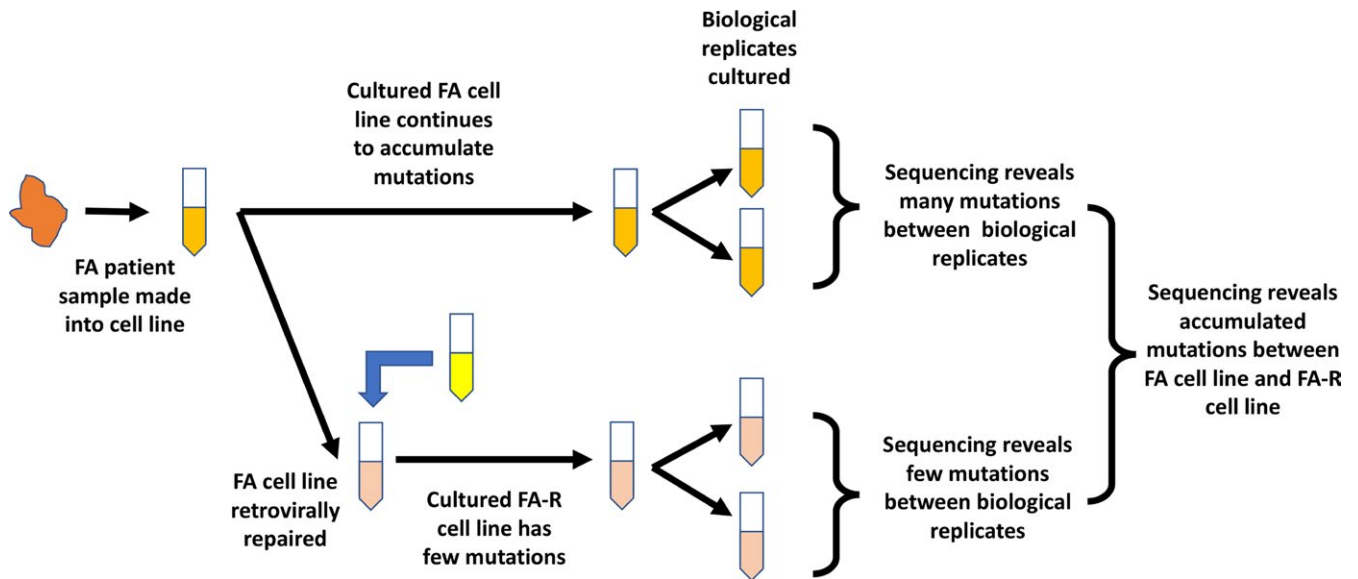 Biological
replicates
cultured
Cultured FA cell
line continues
to accumulate
mutations
FA patient
sample made
into cell line
Sequencing reveals
many mutations
between biological
replicates
Sequencing reveals
accumulated
mutations between
FA cell line and FA-R
cell line
FA cell line
retrovirally
repaired
Cultured FA-R
cell line has
few mutations
Sequencing reveals
few mutations
between biological
replicates